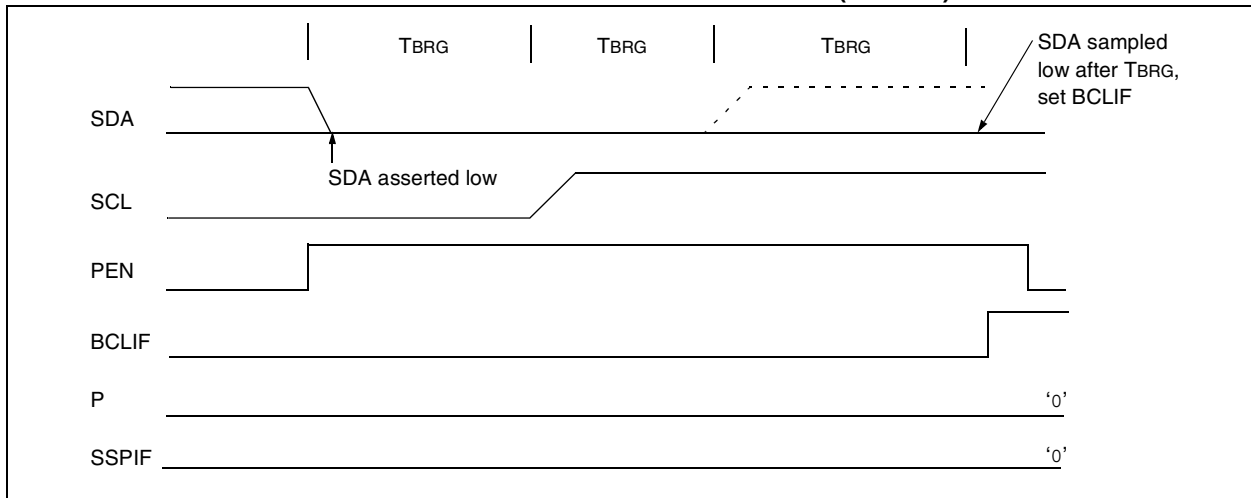 TBRG TBRG TBRG
SDA sampled
low after TBRG,
set BCLIF
SDA
SDA asserted low
SCL
PEN
BCLIF
P
‘0’
SSPIF
‘0’